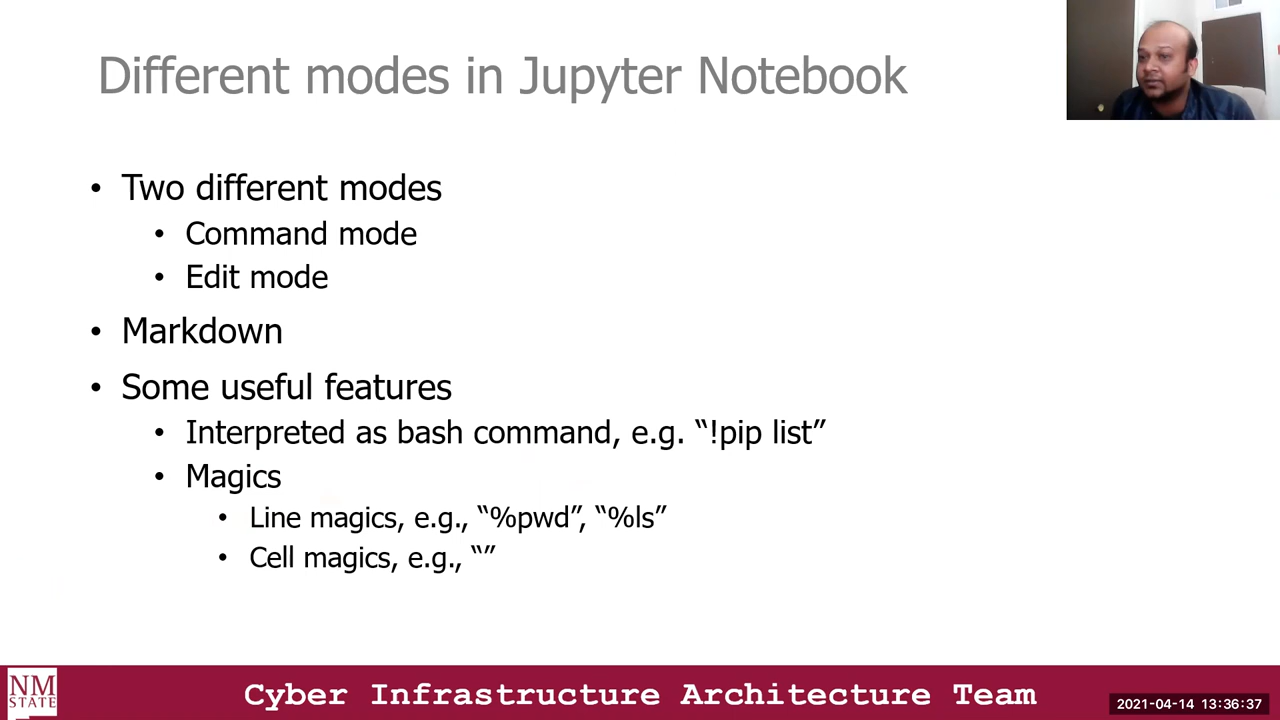 Different modes in Jupyter Notebook
• Two different modes
• Command mode
• Edit mode
• Markdown
• Some useful features
• Interpreted as bash command, e.g. “!pip list”
• Magics
• Line magics, e.g., “%pwd”, “%ls”
• Cell magics, e.g., “”
NM
STATE
Cyber Infrastructure Architecture Team
2021-04-14 13:36:37